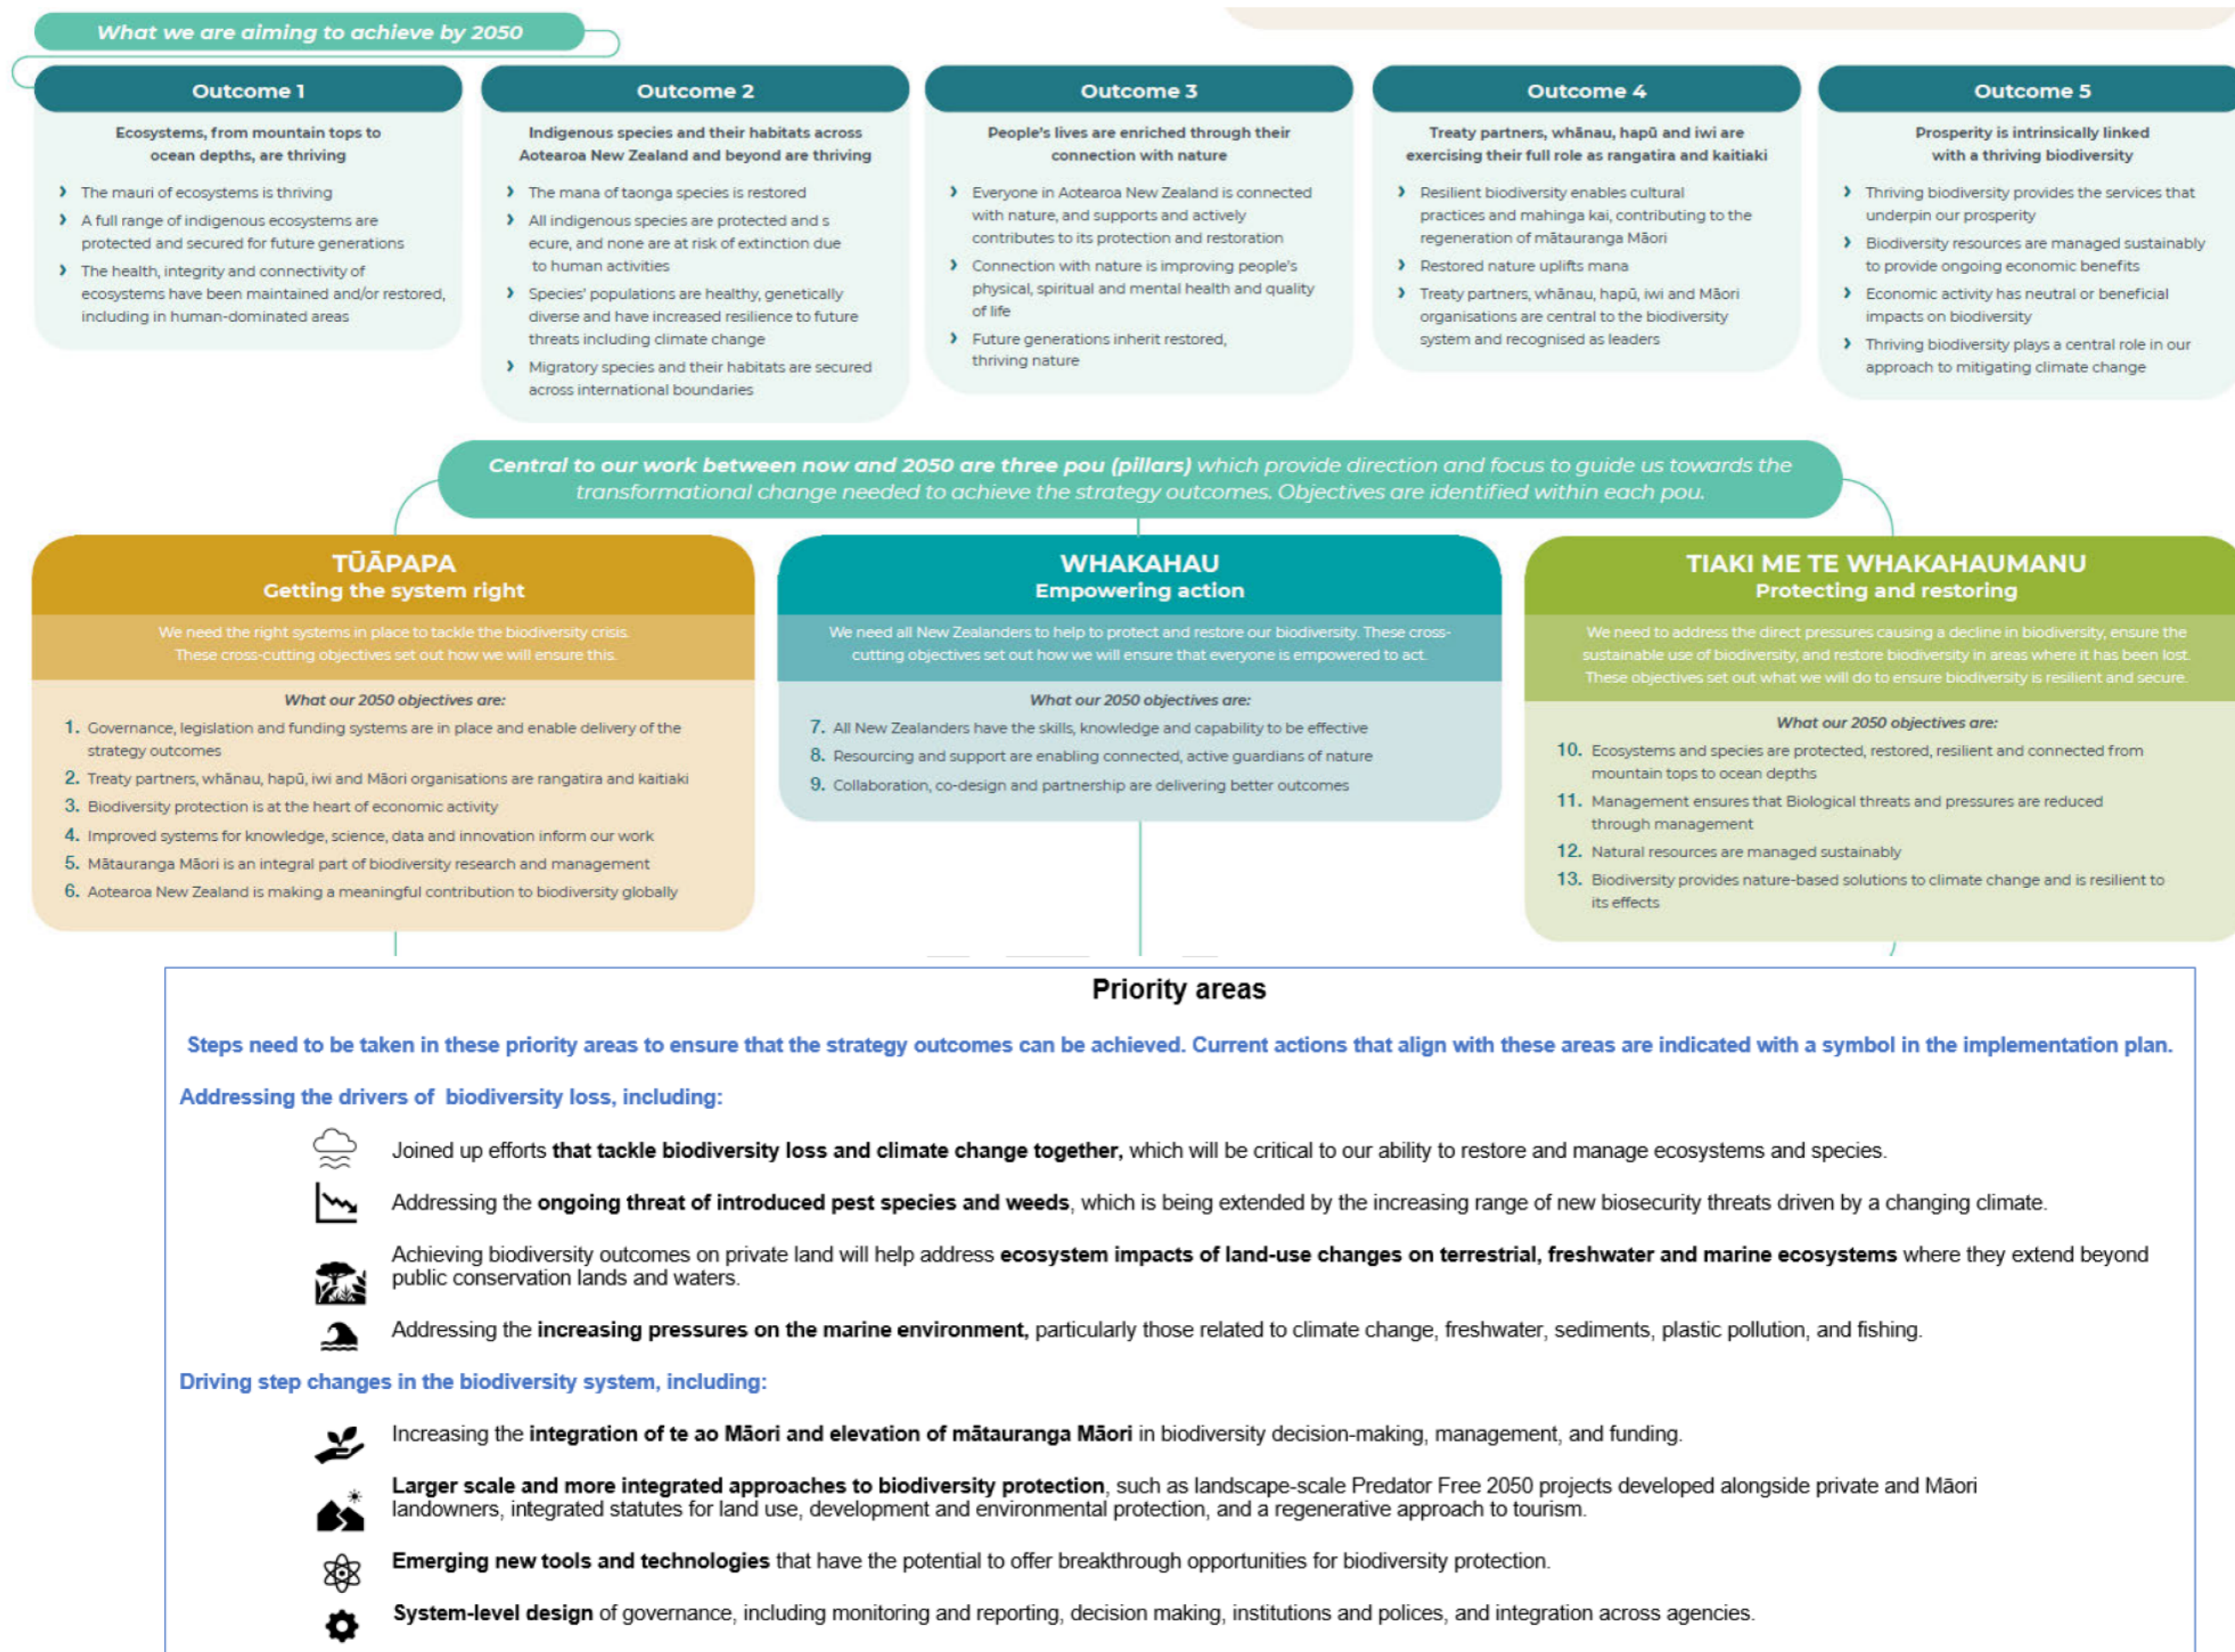 What we are aiming to achieve by 2050
Outcome 1
Ecosystems, from mountain tops to
ocean depths, are thriving
› The mauri of ecosystems is thriving
› A full range of indigenous ecosystems are
protected and secured for future generations
› The health, integrity and connectivity of
ecosystems have been maintained and/or restored,
including in human-dominated areas
Outcome 2
Indigenous species and their habitats across
Aotearoa New Zealand and beyond are thriving
› The mana of taonga species is restored
› All indigenous species are protected and s
ecure, and none are at risk of extinction due
to human activities
› Species' populations are healthy, genetically
diverse and have increased resilience to future
threats including climate change
› Migratory species and their habitats are secured
across international boundaries
Outcome 3
People's lives are enriched through their
connection with nature
› Everyone in Aotearoa New Zealand is connected
with nature, and supports and actively
contributes to its protection and restoration
› Connection with nature is improving people's
physical, spiritual and mental health and quality
of life
› Future generations inherit restored,
thriving nature
Outcome 4
Treaty partners, whānau, hapū and iwi are
exercising their full role as rangatira and kaitiaki
› Resilient biodiversity enables cultural
practices and mahinga kai, contributing to the
regeneration of mātauranga Māori
› Restored nature uplifts mana
› Treaty partners, whānau, hapū, iwi and Māori
organisations are central to the biodiversity
system and recognised as leaders
Outcome 5
Prosperity is intrinsically linked
with a thriving biodiversity
› Thriving biodiversity provides the services that
underpin our prosperity
› Biodiversity resources are managed sustainably
to provide ongoing economic benefits
› Economic activity has neutral or beneficial
impacts on biodiversity
› Thriving biodiversity plays a central role in our
approach to mitigating climate change
Central to our work between now and 2050 are three pou (pillars) which provide direction and focus to guide us towards the
transformational change needed to achieve the strategy outcomes. Objectives are identified within each pou.
TŪĀPAPA
Getting the system right
We need the right systems in place to tackle the biodiversity crisis.
These cross-cutting objectives set out how we will ensure this.
What our 2050 objectives are:
1. Governance, legislation and funding systems are in place and enable delivery of the
strategy outcomes
2. Treaty partners, whānau, hapū, iwi and Māori organisations are rangatira and kaitiaki
3. Biodiversity protection is at the heart of economic activity
4. Improved systems for knowledge, science, data and innovation inform our work
5. Mātauranga Māori is an integral part of biodiversity research and management
6. Aotearoa New Zealand is making a meaningful contribution to biodiversity globally
WHAKAHAU
Empowering action
We need all New Zealanders to help to protect and restore our biodiversity. These cross-
cutting objectives set out how we will ensure that everyone is empowered to act.
What our 2050 objectives are:
7. All New Zealanders have the skills, knowledge and capability to be effective
8. Resourcing and support are enabling connected, active guardians of nature
9. Collaboration, co-design and partnership are delivering better outcomes
TIAKI ME TE WHAKAHAUMANU
Protecting and restoring
We need to address the direct pressures causing a decline in biodiversity, ensure the
sustainable use of biodiversity, and restore biodiversity in areas where it has been lost.
These objectives set out what we will do to ensure biodiversity is resilient and secure.
What our 2050 objectives are:
10. Ecosystems and species are protected, restored, resilient and connected from
mountain tops to ocean depths
11. Management ensures that Biological threats and pressures are reduced
through management
12. Natural resources are managed sustainably
13. Biodiversity provides nature-based solutions to climate change and is resilient to
its effects
Priority areas
Steps need to be taken in these priority areas to ensure that the strategy outcomes can be achieved. Current actions that align with these areas are indicated with a symbol in the implementation plan.
Addressing the drivers of biodiversity loss, including:
Joined up efforts that tackle biodiversity loss and climate change together, which will be critical to our ability to restore and manage ecosystems and species.
Addressing the ongoing threat of introduced pest species and weeds, which is being extended by the increasing range of new biosecurity threats driven by a changing climate.
Achieving biodiversity outcomes on private land will help address ecosystem impacts of land-use changes on terrestrial, freshwater and marine ecosystems where they extend beyond
public conservation lands and waters.
Addressing the increasing pressures on the marine environment, particularly those related to climate change, freshwater, sediments, plastic pollution, and fishing.
Driving step changes in the biodiversity system, including:
Increasing the integration of te ao Māori and elevation of mātauranga Māori in biodiversity decision-making, management, and funding.
Larger scale and more integrated approaches to biodiversity protection, such as landscape-scale Predator Free 2050 projects developed alongside private and Māori
landowners, integrated statutes for land use, development and environmental protection, and a regenerative approach to tourism.
Emerging new tools and technologies that have the potential to offer breakthrough opportunities for biodiversity protection.
System-level design of governance, including monitoring and reporting, decision making, institutions and polices, and integration across agencies.